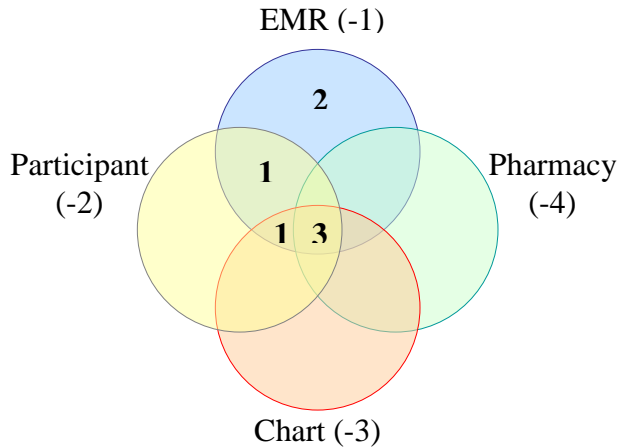 EMR (-1)
2
Participant
(-2)
1
Pharmacy
(-4)
1 3
Chart (-3)